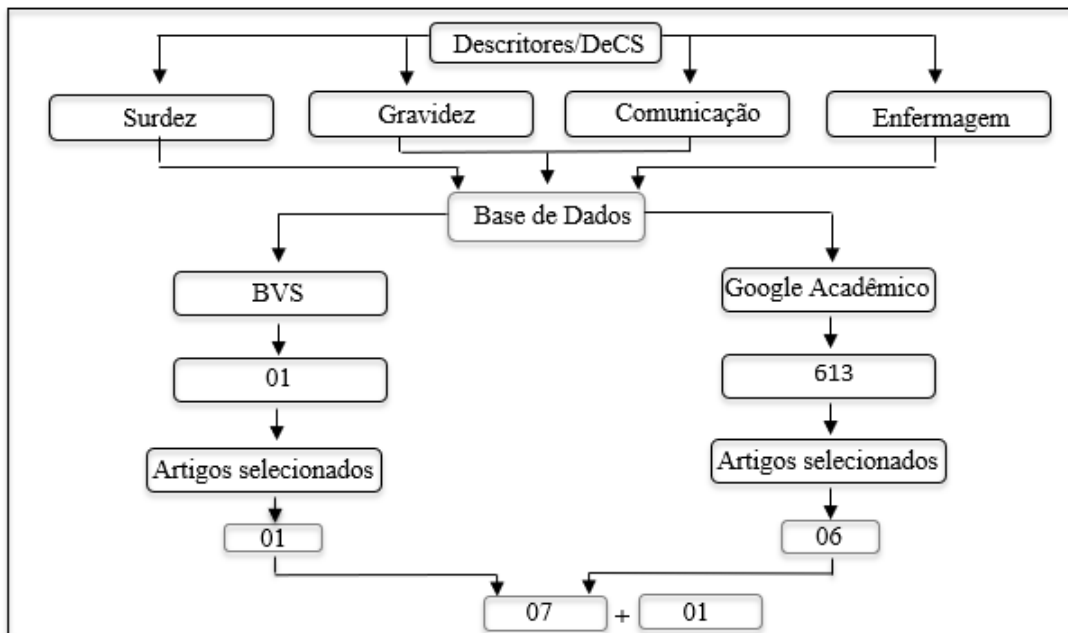 Descritores/DeCS
Surdez
Gravidez
Comunicação
Enfermagem
Base de Dados
BVS
Google Acadêmico
01
613
Artigos selecionados
Artigos selecionados
01
06
07 + 01